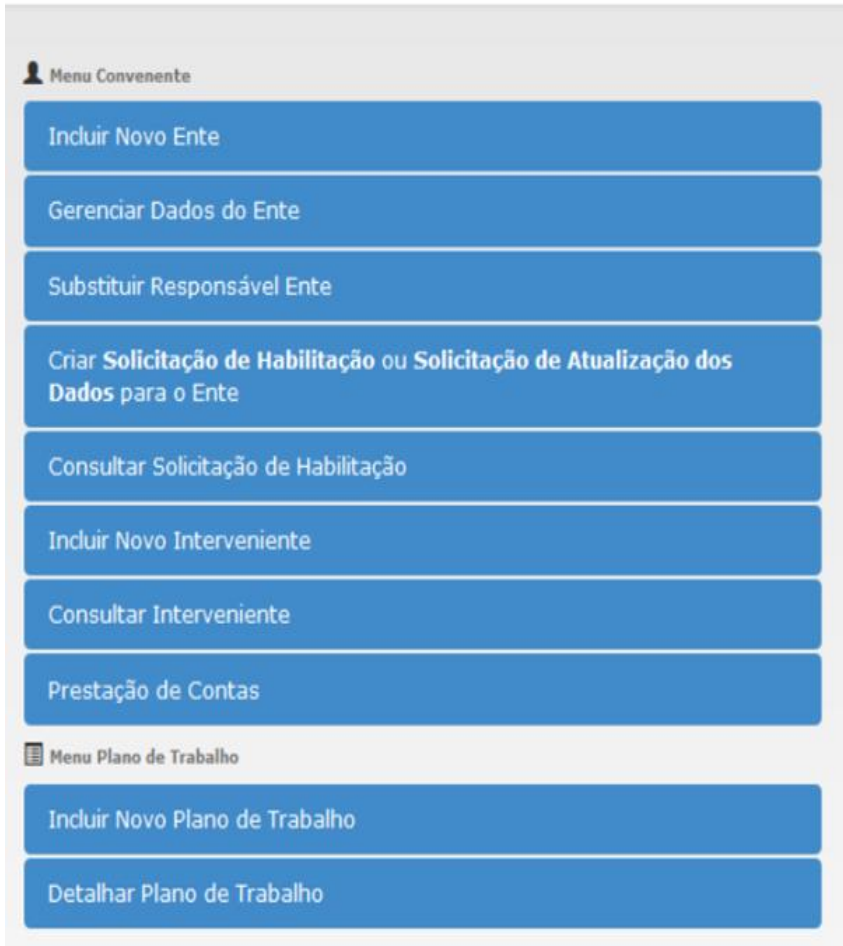 Menu Convenente
Incluir Novo Ente
Gerenciar Dados do Ente
Substituir Responsável Ente
Criar Solicitação de Habilitação ou Solicitação de Atualização dos
Dados para o Ente
Consultar Solicitação de Habilitação
Incluir Novo Interveniente
Consultar Interveniente
Prestação de Contas
Menu Plano de Trabalho
Incluir Novo Plano de Trabalho
Detalhar Plano de Trabalho